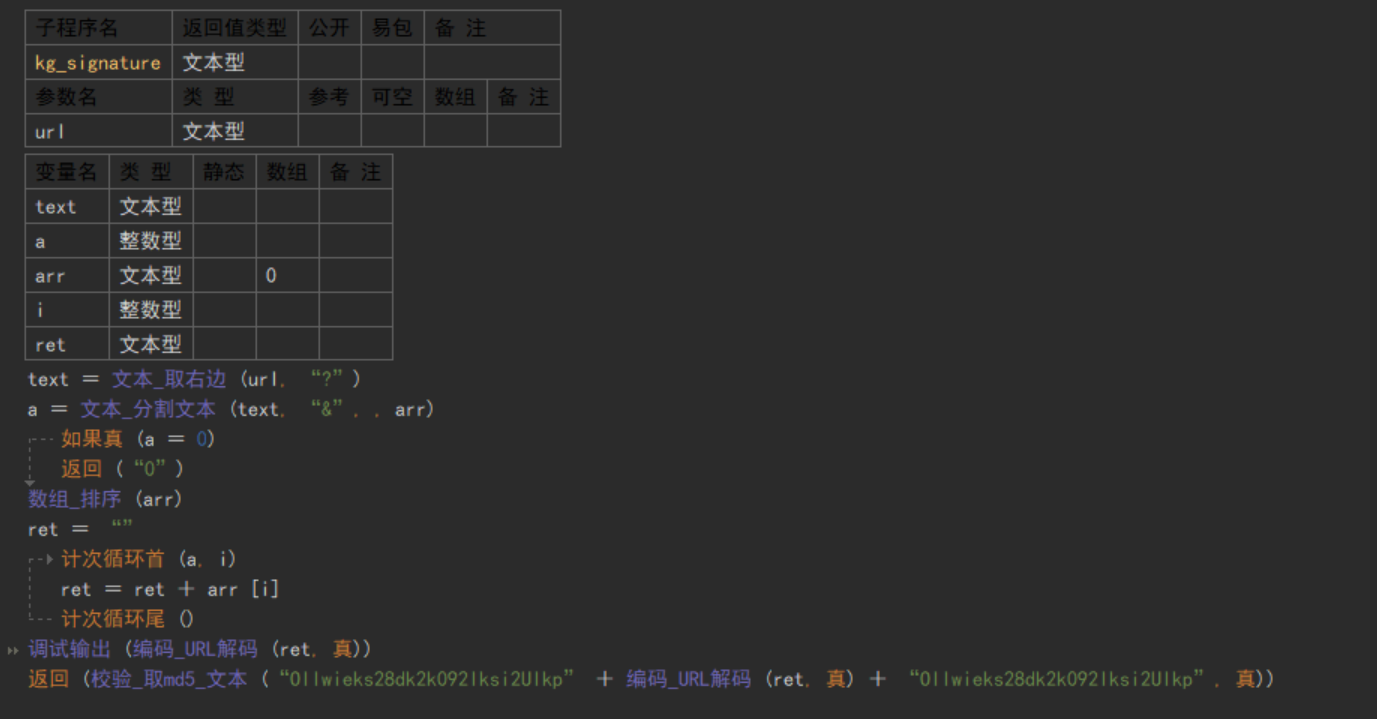 子程序名 返回值类型 公开 易包 备 注
kg_signature 文本型
参数名 类 型 参考 可空 数组 备 注
url 文本型
变量名 类 型 静态 数组 备 注
text 文本型
a 整数型
arr 文本型 0
i 整数型
ret 文本型
text = 文本_取右边 (url, “?”)
a = 文本_分割文本 (text, “&”, , arr)
如果真 (a = 0)
返回 (“0”)
数组_排序 (arr)
ret = “”
计次循环首 (a, i)
ret = ret + arr [i]
计次循环尾 ()
调试输出 (编码_URL解码 (ret, 真))
返回 (校验_取md5_文本 (“OIlwieks28dk2k092lksi2UIkp” + 编码_URL解码 (ret, 真) + “OIlwieks28dk2k092lksi2UIkp”, 真))